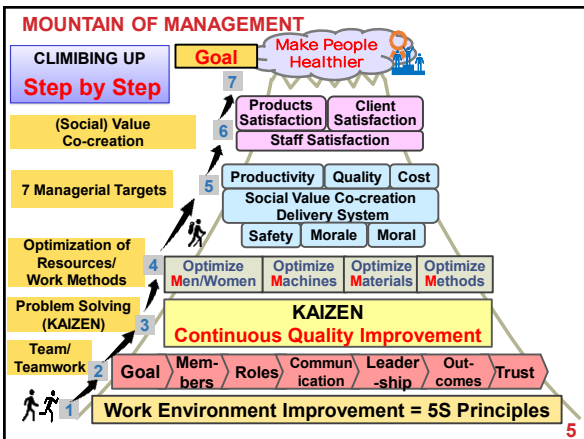 MOUNTAIN OF MANAGEMENT
CLIMIBING UP
Step by Step
Goal
Make People
Healthier
7
Products
Satisfaction
Client
Satisfaction
(Social) Value
Co-creation
6
Staff Satisfaction
7 Managerial Targets
5
Productivity
Quality
Cost
Social Value Co-creation
Delivery System
Safety
Morale
Moral
Optimization of
Resources/
Work Methods
4
Optimize
Men/Women
Optimize
Machines
Optimize
Materials
Optimize
Methods
Problem Solving
(KAIZEN)
3
KAIZEN
Continuous Quality Improvement
Team/
Teamwork
2
Goal
Mem-
bers
Roles
Commun
ication
Leader
-ship
Out-
comes
Trust
1
Work Environment Improvement = 5S Principles
5